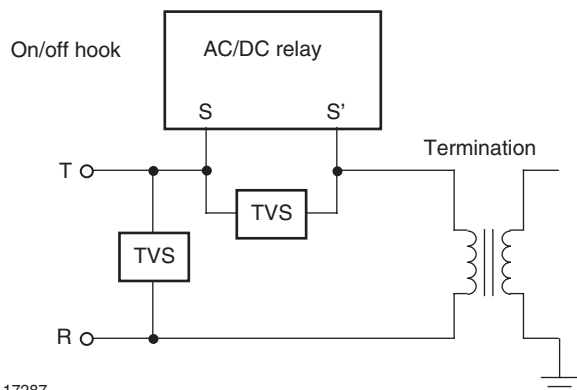 On/off hook
AC/DC relay
S
S’
Termination
T
TVS
TVS
R
17287